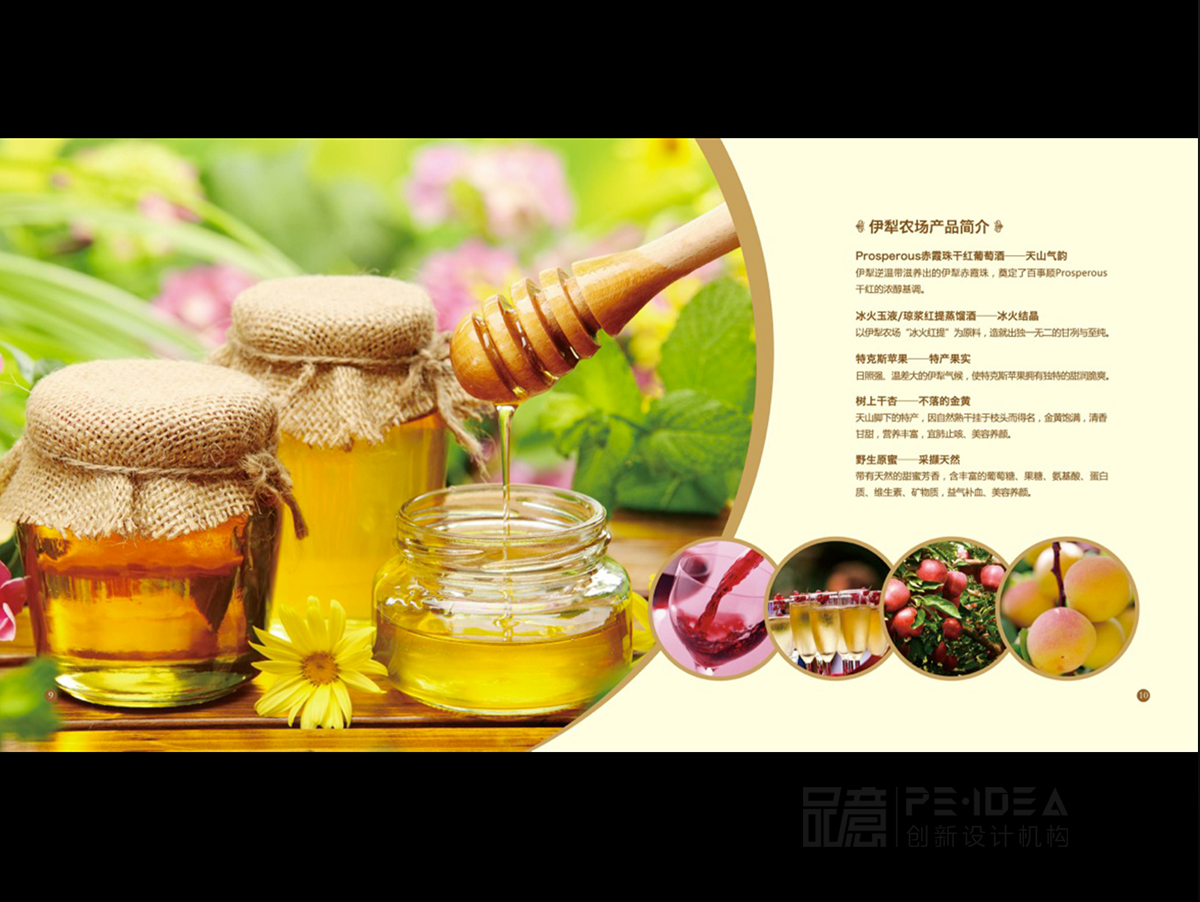 伊犁农场产品简介
Prosperous赤霞珠干红葡萄酒——天山气韵
伊犁逆温带滋养出的伊犁赤霞珠，奠定了百事顺Prosperous
干红的浓醇基调。
冰火玉液/琼浆红提蒸馏酒——冰火结晶
以伊犁农场“冰火红提”为原料，造就出独一无二的甘冽与至纯。
特克斯苹果——特产果实
日照强、温差大的伊犁气候，使特克斯苹果拥有独特的甜润脆爽。
树上干杏——不落的金黄
天山脚下的特产，因自然熟干挂于枝头而得名，金黄饱满，清香
甘甜，营养丰富，宜肺止咳、美容养颜。
野生原蜜——采撷天然
带有天然的甜蜜芳香，含丰富的葡萄糖、果糖、氨基酸、蛋白
质、维生素、矿物质，益气补血、美容养颜。
9
10
品意 PE·IDEA
创新设计机构